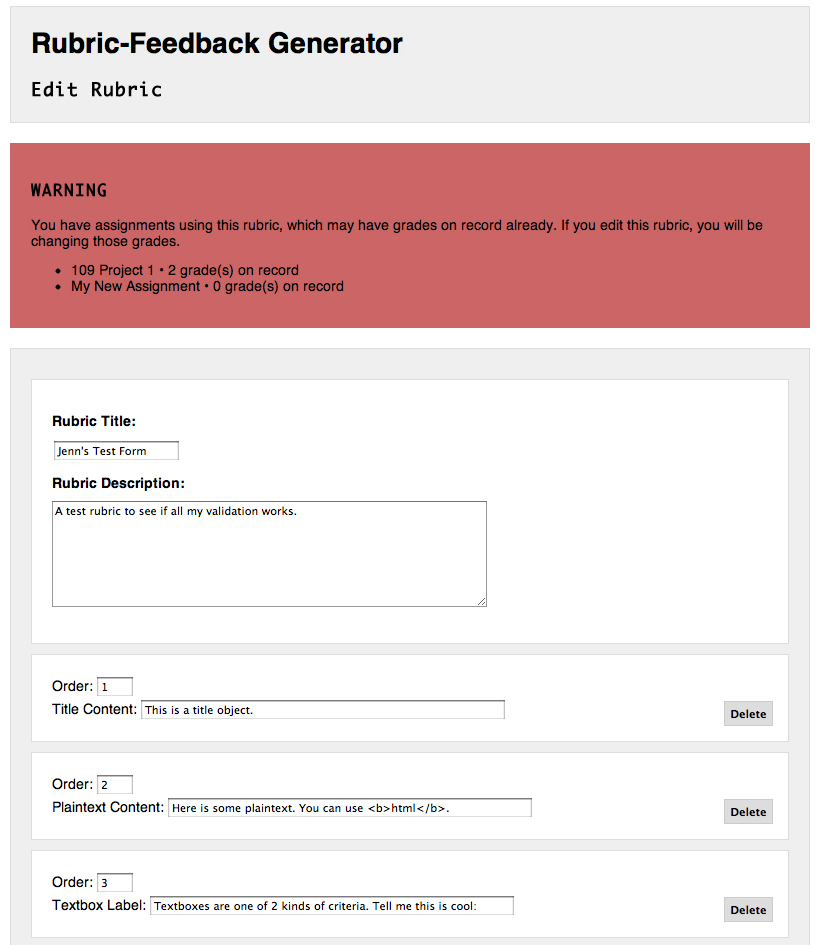 Rubric-Feedback Generator
Edit Rubric
WARNING
You have assignments using this rubric, which may have grades on record already. If you edit this rubric, you will be
changing those grades.
• 109 Project 1 • 2 grade(s) on record
• My New Assignment • 0 grade(s) on record
Rubric Title:
Jenn's Test Form
Rubric Description:
A test rubric to see if all my validation works.
Order: 1
Title Content: This is a title object.
Delete
Order: 2
Plaintext Content: Here is some plaintext. You can use <b>html</b>.
Delete
Order: 3
Textbox Label: Textboxes are one of 2 kinds of criteria. Tell me this is cool:
Delete